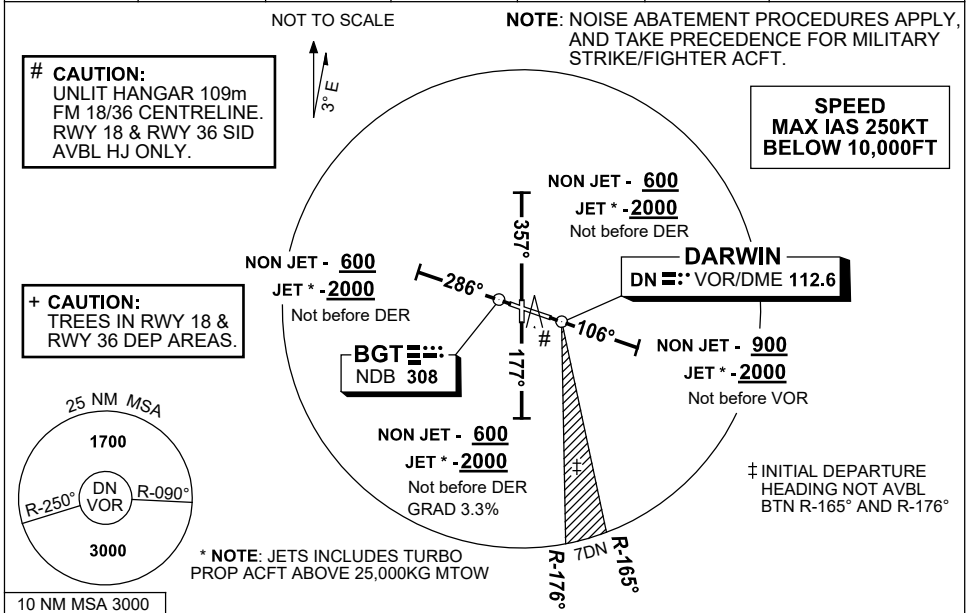 NOT TO SCALE
NOTE: NOISE ABATEMENT PROCEDURES APPLY,
AND TAKE PRECEDENCE FOR MILITARY
STRIKE/FIGHTER ACFT.
3° E
# CAUTION:
UNLIT HANGAR 109m
FM 18/36 CENTRELINE.
RWY 18 & RWY 36 SID
AVBL HJ ONLY.
SPEED
MAX IAS 250KT
BELOW 10,000FT
NON JET - 600
JET * - 2000
Not before DER
357°
DARWIN
DN VOR/DME 112.6
NON JET - 600
JET * - 2000
Not before DER
286°
+ CAUTION:
TREES IN RWY 18 &
RWY 36 DEP AREAS.
#
106°
BGT
NDB 308
177°
NON JET - 900
JET * - 2000
Not before VOR
25 NM MSA
1700
DN
VOR
R-250°
R-090°
3000
NON JET - 600
JET * - 2000
Not before DER
GRAD 3.3%
‡
‡ INITIAL DEPARTURE
HEADING NOT AVBL
BTN R-165° AND R-176°
* NOTE: JETS INCLUDES TURBO
PROP ACFT ABOVE 25,000KG MTOW
7DN
R-176°
R-165°
10 NM MSA 3000